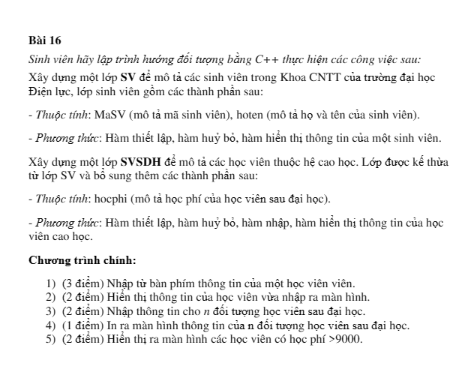 Bài 16
Sinh viên hãy lập trình hướng đối tượng bằng C++ thực hiện các công việc sau:
Xây dựng một lớp SV để mô tả các sinh viên trong Khoa CNTT của trường đại học
Điện lực, lớp sinh viên gồm các thành phần sau:
- Thuộc tính: MaSV (mô tả mã sinh viên), hoten (mô tả họ và tên của sinh viên).
- Phương thức: Hàm thiết lập, hàm huỷ bỏ, hàm hiển thị thông tin của một sinh viên.
Xây dựng một lớp SVSDH để mô tả các học viên thuộc hệ cao học. Lớp được kế thừa
từ lớp SV và bổ sung thêm các thành phần sau:
- Thuộc tính: hocphi (mô tả học phí của học viên sau đại học).
- Phương thức: Hàm thiết lập, hàm huỷ bỏ, hàm nhập, hàm hiển thị thông tin của học
viên cao học.
Chương trình chính:
1) (3 điểm) Nhập từ bàn phím thông tin của một học viên viên.
2) (2 điểm) Hiển thị thông tin của học viên vừa nhập ra màn hình.
3) (2 điểm) Nhập thông tin cho n đối tượng học viên sau đại học.
4) (1 điểm) In ra màn hình thông tin của n đối tượng học viên sau đại học.
5) (2 điểm) Hiển thị ra màn hình các học viên có học phí >9000.